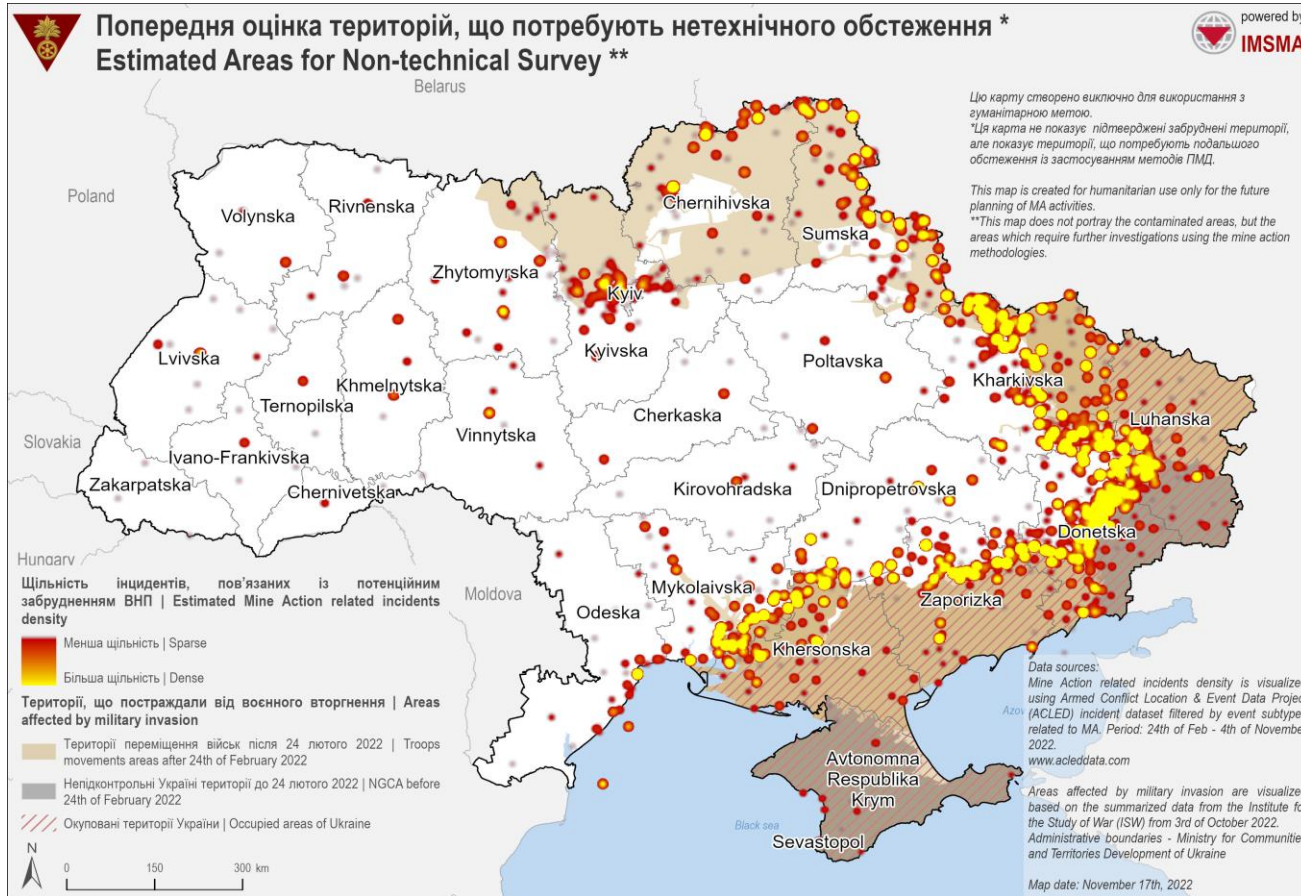 Попередня оцінка територій, що потребують нетехнічного обстеження *
Estimated Areas for Non-technical Survey **
powered by
IMSMA
Belarus
Poland
Slovakia
Hungary
Moldova
Цю карту створено виключно для використання з
гуманітарною метою.
*Ця карта не показує підтверджені забруднені території,
але показує території, що потребують подальшого
обстеження із застосуванням методів ПМД.
This map is created for humanitarian use only for the future
planning of MA activities.
**This map does not portray the contaminated areas, but the
areas which require further investigations using the mine action
methodologies.
Volynska
Rivnenska
Zhytomyrska
Kyiv
Chernihivska
Sumska
Lvivska
Ternopilska
Khmelnytska
Kyivska
Poltavska
Kharkivska
Luhanska
Cherkaska
Vinnytska
Ivano-Frankivska
Zakarpatska
Chernivetska
Kirovohradska
Dnipropetrovska
Donetska
Mykolaivska
Odeska
Zaporizka
Khersonska
Avtonomna
Respublika
Krym
Sevastopol
Black sea
Azov
Щільність інцидентів, пов'язаних із потенційним
забрудненням ВНП | Estimated Mine Action related incidents
density
Менша щільність | Sparse
Більша щільність | Dense
Території, що постраждали від воєнного вторгнення | Areas
affected by military invasion
Території переміщення військ після 24 лютого 2022 | Troops
movements areas after 24th of February 2022
Непідконтрольні Україні території до 24 лютого 2022 | NGCA before
24th of February 2022
Окуповані території України | Occupied areas of Ukraine
N
0 150 300 km
Data sources:
Mine Action related incidents density is visualize
using Armed Conflict Location & Event Data Projec
(ACLED) incident dataset filtered by event subtype
related to MA. Period: 24th of Feb - 4th of Novembe
2022.
www.acleddata.com
Areas affected by military invasion are visualize
based on the summarized data from the Institute fo
the Study of War (ISW) from 3rd of October 2022.
Administrative boundaries - Ministry for Communitie
and Territories Development of Ukraine
Map date: November 17th, 2022